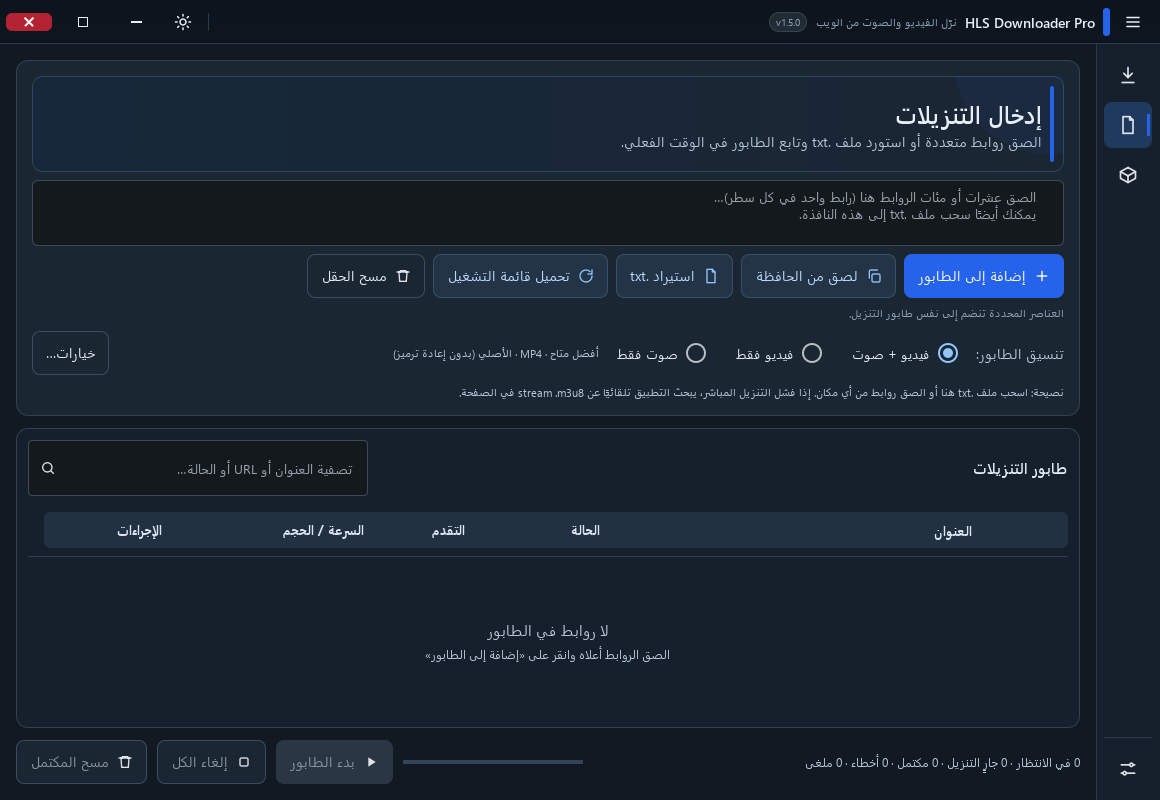 HLS Downloader Pro
نزّل الفيديو والصوت من الويب
v1.5.0
إدخال التنزيلات
الصق روابط متعددة أو استورد ملف .txt وتابع الطابور في الوقت الفعلي.
الصق عشرات أو مئات الروابط هنا (رابط واحد في كل سطر)...
يمكنك أيضًا سحب ملف .txt إلى هذه النافذة.
إضافة إلى الطابور
لصق من الحافظة
استيراد .txt
تحميل قائمة التشغيل
مسح الحقل
العناصر المحددة تنضم إلى نفس طابور التنزيل.
تنسيق الطابور:
فيديو + صوت
فيديو فقط
صوت فقط
أفضل متاح · MP4 · الأصلي (بدون إعادة ترميز)
خيارات...
نصيحة: اسحب ملف .txt هنا أو الصق روابط من أي مكان. إذا فشل التنزيل المباشر، يبحث التطبيق تلقائيًا عن stream .m3u8 في الصفحة.
طابور التنزيلات
تصفية العنوان أو URL أو الحالة...
العنوان
الحالة
التقدم
السرعة / الحجم
الإجراءات
لا روابط في الطابور
الصق الروابط أعلاه وانقر على «إضافة إلى الطابور»
0 في الانتظار · 0 جارٍ التنزيل · 0 مكتمل · 0 أخطاء · 0 ملغى
بدء الطابور
إلغاء الكل
مسح المكتمل